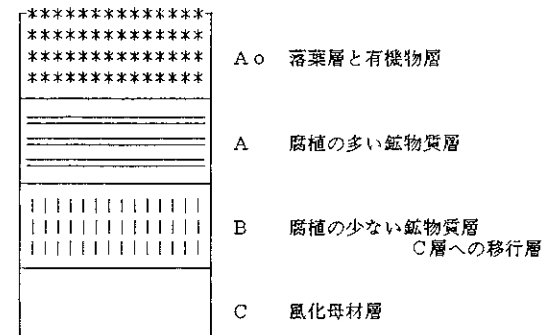 Ao 落葉層と有機物層
A 腐植の多い鉱物質層
B 腐植の少ない鉱物質層
C層への移行層
C 風化母材層